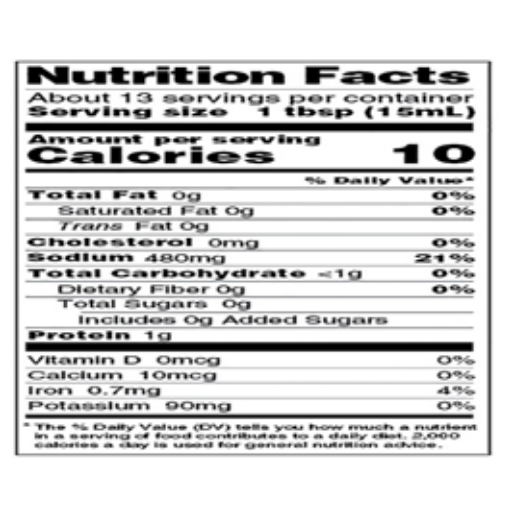 Nutrition Facts
About 13 servings per container
Serving size 1 tbsp (15mL)
Amount per serving
Calories 10
% Daily Value*
Total Fat 0g 0%
Saturated Fat 0g 0%
Trans Fat 0g
Cholesterol 0mg 0%
Sodium 480mg 21%
Total Carbohydrate <1g 0%
Dietary Fiber 0g 0%
Total Sugars 0g
Includes 0g Added Sugars
Protein 1g
Vitamin D 0mcg 0%
Calcium 10mcg 0%
Iron 0.7mg 4%
Potassium 90mg 0%
* The % Daily Value (DV) tells you how much a nutrient
in a serving of food contributes to a daily diet. 2,000
calories a day is used for general nutrition advice.